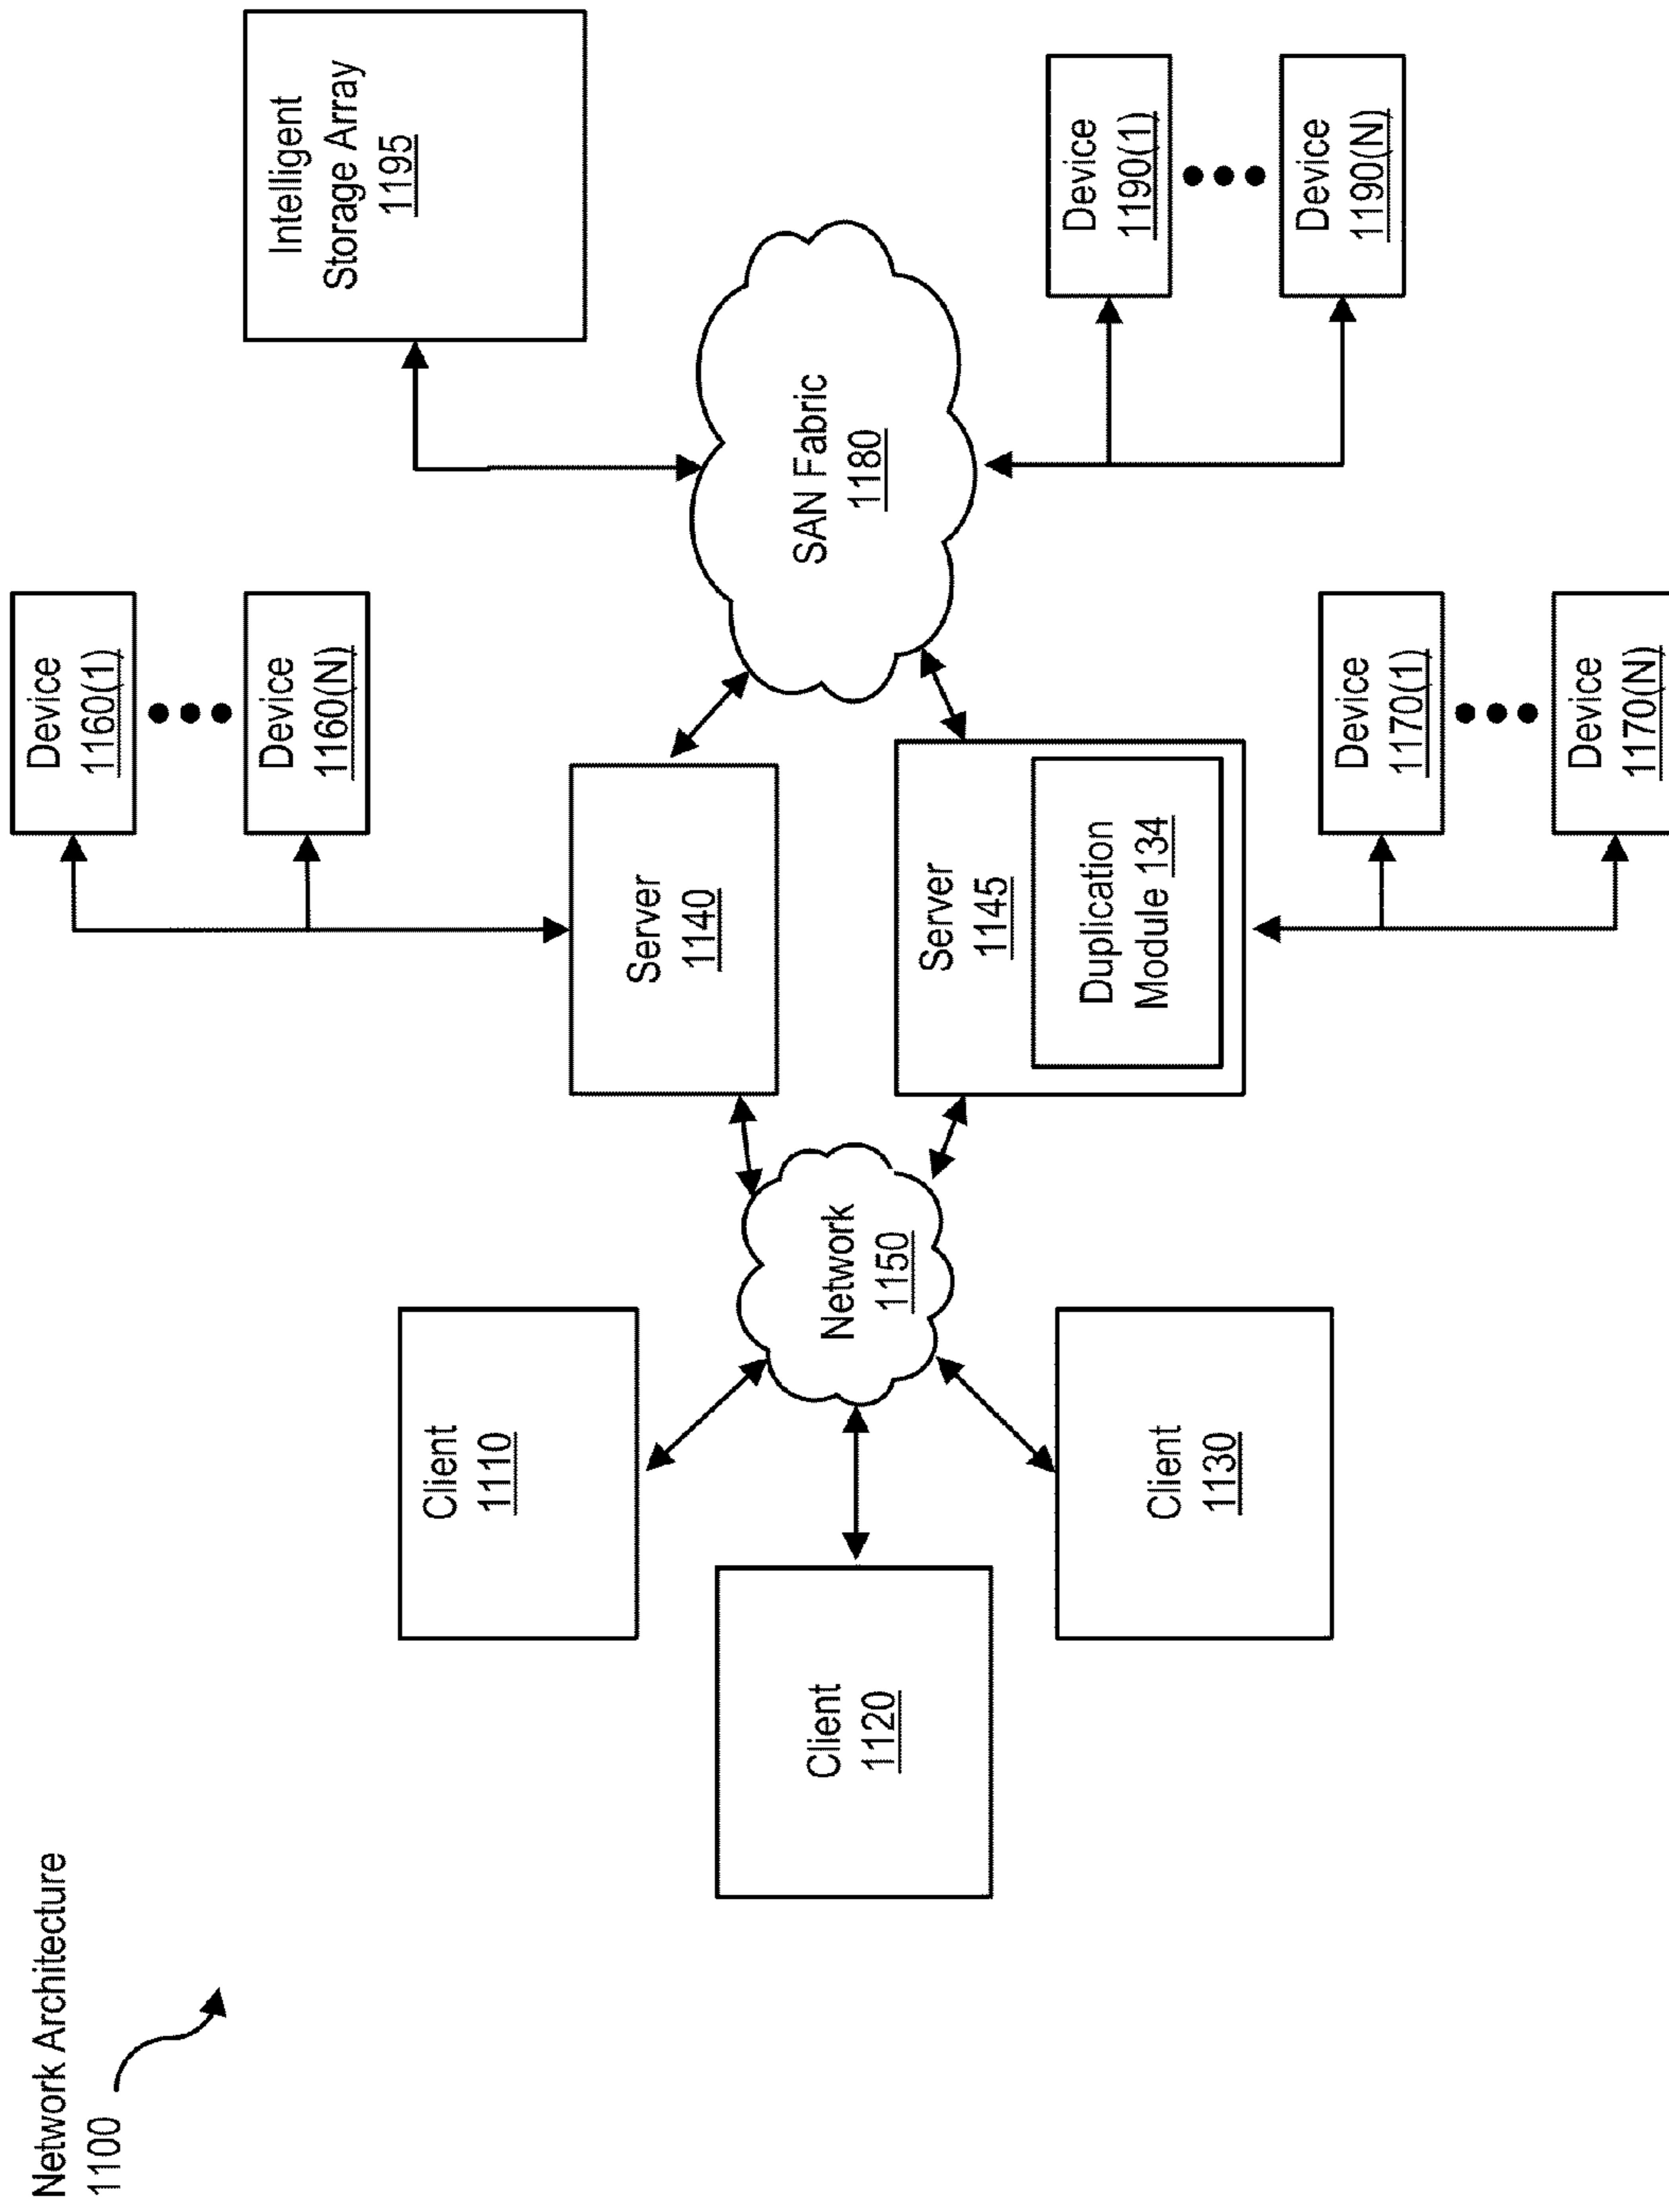 Network Architecture
1100
Device
1160(1)
Device
1160(N)
Intelligent
Storage Array
1195
Client
1110
Server
1140
Client
1120
Network
1150
SAN Fabric
1180
Server
1145
Duplication
Module 134
Device
1190(1)
Device
1190(N)
Client
1130
Device
1170(1)
Device
1170(N)